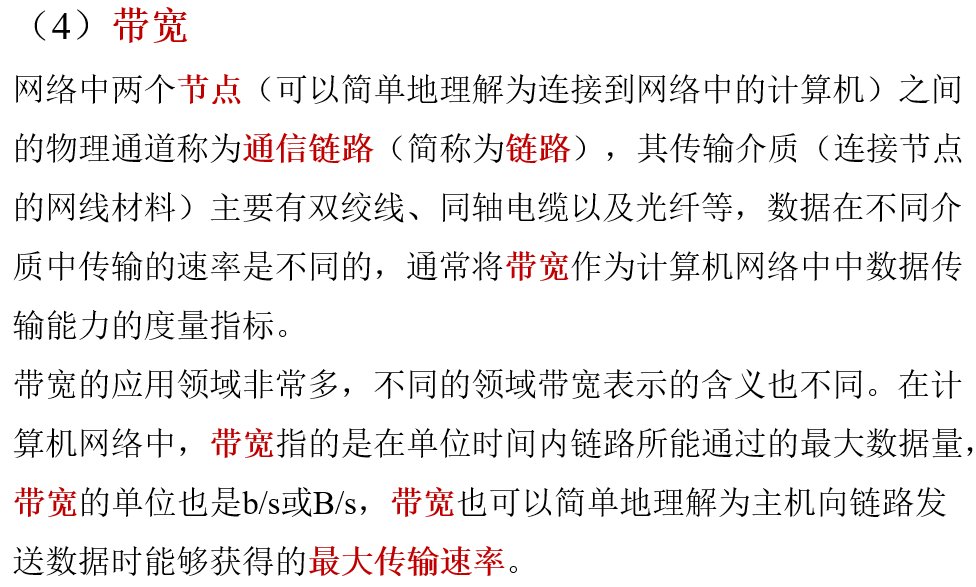 （4）带宽
网络中两个节点（可以简单地理解为连接到网络中的计算机）之间
的物理通道称为通信链路（简称为链路），其传输介质（连接节点
的网线材料）主要有双绞线、同轴电缆以及光纤等，数据在不同介
质中传输的速率是不同的，通常将带宽作为计算机网络中中数据传
输能力的度量指标。
带宽的应用领域非常多，不同的领域带宽表示的含义也不同。在计
算机网络中，带宽指的是在单位时间内链路所能通过的最大数据量，
带宽的单位也是b/s或B/s，带宽也可以简单地理解为主机向链路发
送数据时能够获得的最大传输速率。